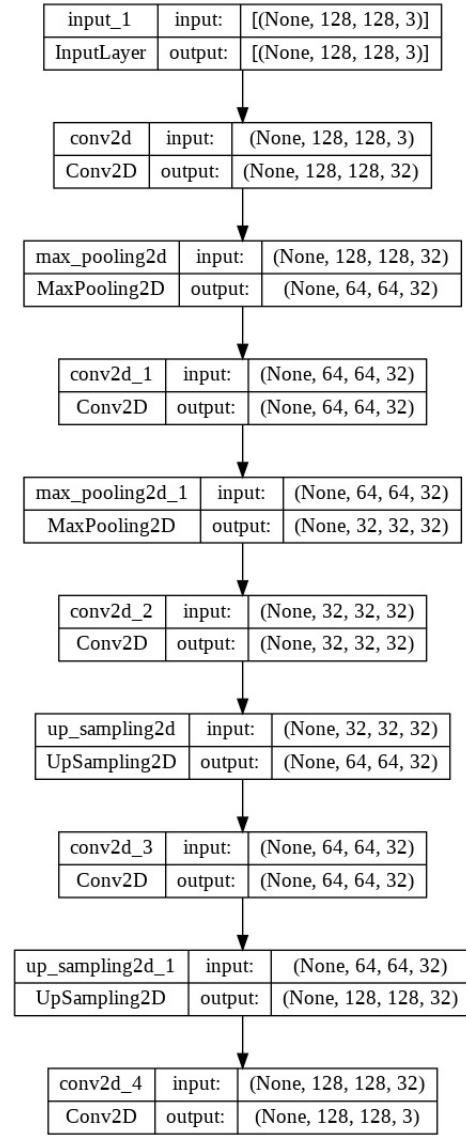 input_1 input: [(None, 128, 128, 3)]
InputLayer output: [(None, 128, 128, 3)]
conv2d input: (None, 128, 128, 3)
Conv2D output: (None, 128, 128, 32)
max_pooling2d input: (None, 128, 128, 32)
MaxPooling2D output: (None, 64, 64, 32)
conv2d_1 input: (None, 64, 64, 32)
Conv2D output: (None, 64, 64, 32)
max_pooling2d_1 input: (None, 64, 64, 32)
MaxPooling2D output: (None, 32, 32, 32)
conv2d_2 input: (None, 32, 32, 32)
Conv2D output: (None, 32, 32, 32)
up_sampling2d input: (None, 32, 32, 32)
UpSampling2D output: (None, 64, 64, 32)
conv2d_3 input: (None, 64, 64, 32)
Conv2D output: (None, 64, 64, 32)
up_sampling2d_1 input: (None, 64, 64, 32)
UpSampling2D output: (None, 128, 128, 32)
conv2d_4 input: (None, 128, 128, 32)
Conv2D output: (None, 128, 128, 3)